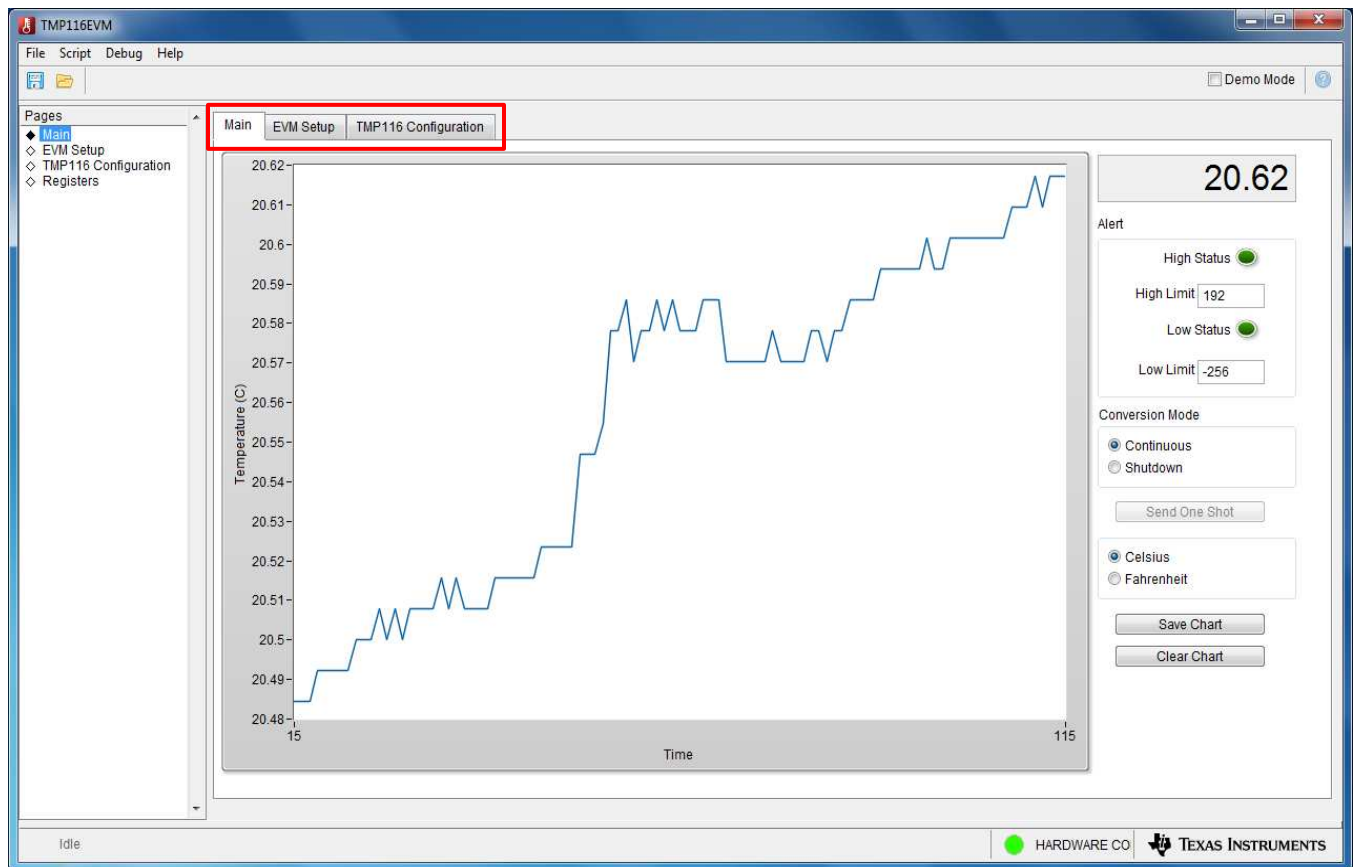 TMP116EVM
File Script Debug Help
Demo Mode
Pages
Main
EVM Setup
TMP116 Configuration
Registers
Main EVM Setup TMP116 Configuration
20.62
20.61
20.6
20.59
20.58
20.57
20.56
20.55
20.54
20.53
20.52
20.51
20.5
20.49
20.48
Temperature (C)
15
115
Time
20.62
Alert
High Status
High Limit 192
Low Status
Low Limit -256
Conversion Mode
Continuous
Shutdown
Send One Shot
Celsius
Fahrenheit
Save Chart
Clear Chart
Idle
HARDWARE CO
TEXAS INSTRUMENTS